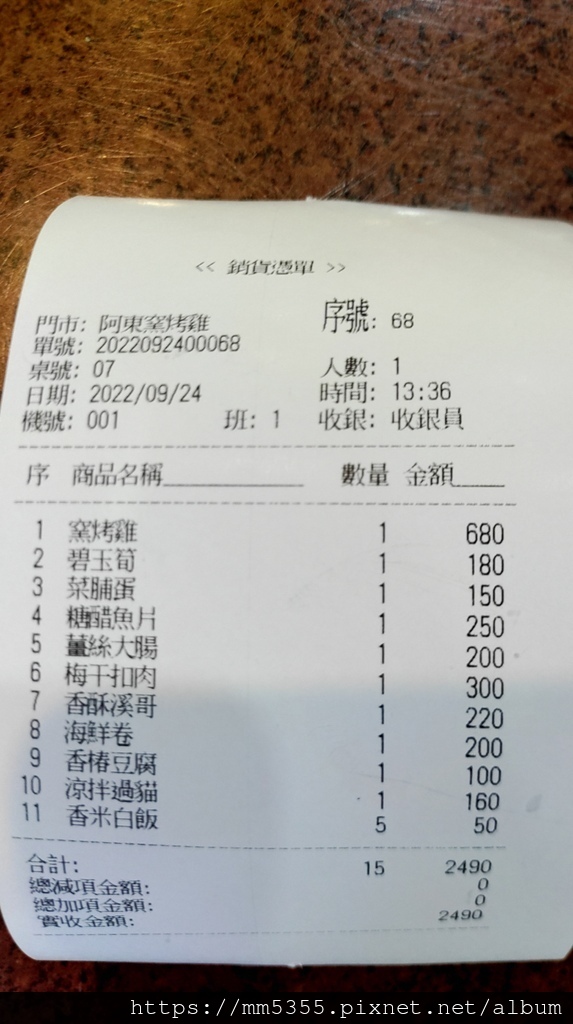 << 銷貨憑單 >>
門市: 阿東窯烤雞 序號: 68
單號: 2022092400068
桌號: 07 人數: 1
日期: 2022/09/24 時間: 13:36
機號: 001 班: 1 收銀: 收銀員
序 商品名稱 數量 金額
1 窯烤雞 1 680
2 碧玉筍 1 180
3 菜脯蛋 1 150
4 糖醋魚片 1 250
5 薑絲大腸 1 200
6 梅干扣肉 1 300
7 香酥溪哥 1 220
8 海鮮卷 1 200
9 香椿豆腐 1 100
10 涼拌過貓 1 160
11 香米白飯 5 50
合計: 15 2490
總減項金額: 0
總加項金額: 0
實收金額: 2490
https://mm5355.pixnet.net/album